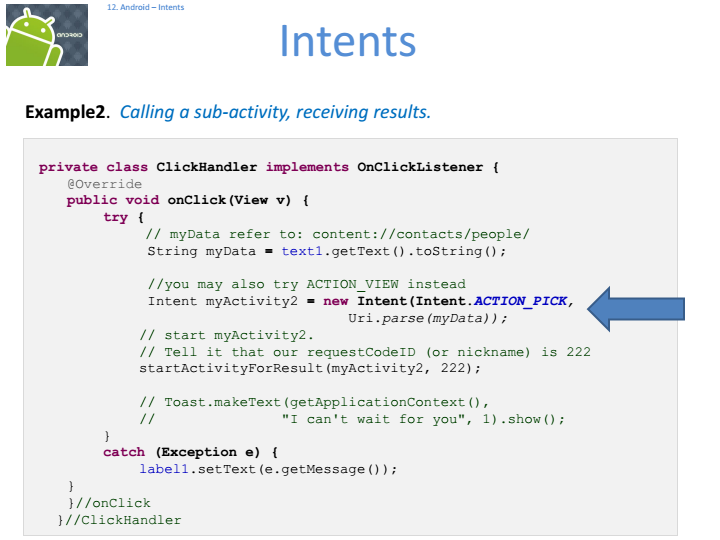 12. Android – Intents
ANDROID
Intents
Example2. Calling a sub-activity, receiving results.
private class ClickHandler implements OnClickListener {
@Override
public void onClick(View v) {
try {
// myData refer to: content://contacts/people/
String myData = text1.getText().toString();
//you may also try ACTION_VIEW instead
Intent myActivity2 = new Intent(Intent.ACTION_PICK,
Uri.parse(myData));
// start myActivity2.
// Tell it that our requestCodeID (or nickname) is 222
startActivityForResult(myActivity2, 222);
// Toast.makeText(getApplicationContext(),
// "I can't wait for you", 1).show();
}
catch (Exception e) {
label1.setText(e.getMessage());
}
}//onClick
}//ClickHandler